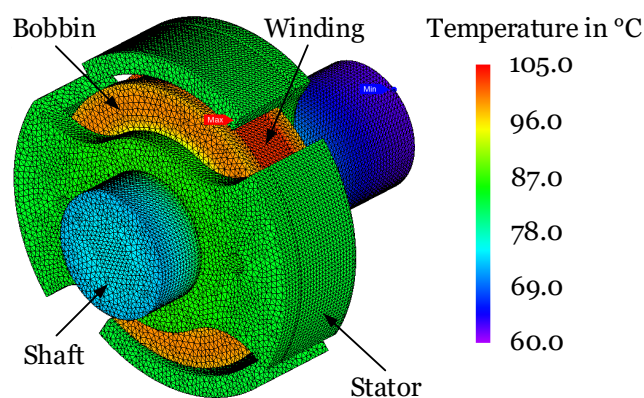 Bobbin
Winding
Temperature in °C
105.0
Min
96.0
Max
87.0
78.0
69.0
60.0
Shaft
Stator